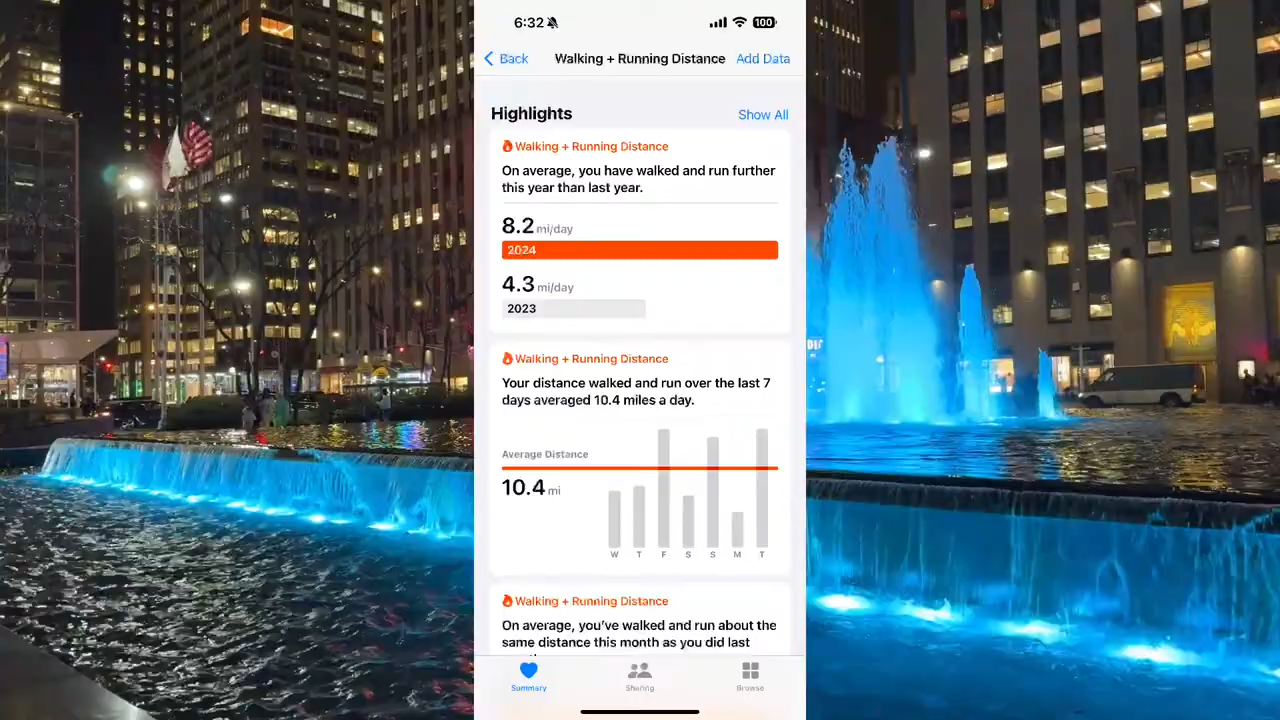 6:32
100
Back
Walking + Running Distance
Add Data
Highlights
Show All
Walking + Running Distance
On average, you have walked and run further
this year than last year.
8.2 mi/day
2024
4.3 mi/day
2023
Walking + Running Distance
Your distance walked and run over the last 7
days averaged 10.4 miles a day.
Average Distance
10.4 mi
W T F S S M T
Walking + Running Distance
On average, you've walked and run about the
same distance this month as you did last
Summary
Sharing
Browse